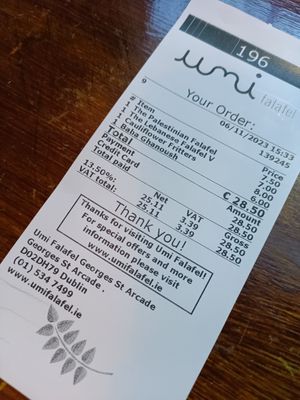 196
umi
falafel
Your Order:
06/11/2023 15:33
9 139245
# Item Price
1 The Palestinian Falafel 7.50
1 The Lebanese Falafel V 7.00
1 Cauliflower Fritters 8.00
1 Baba Ghanoush 6.00
Total € 28.50
Payment Amount
Credit Card 28.50
Total paid 28.50
Net VAT Gross
13.50%: 25.11 3.39 28.50
VAT total: 25.11 3.39 28.50
Thank you!
Thanks for visiting Umi Falafel!
For special offers and more
information please visit
www.umifalafel.ie
Umi Falafel Georges St Arcade
Georges St Arcade .
D02DH79 Dublin
(01) 534 7499
www.umifalafel.ie